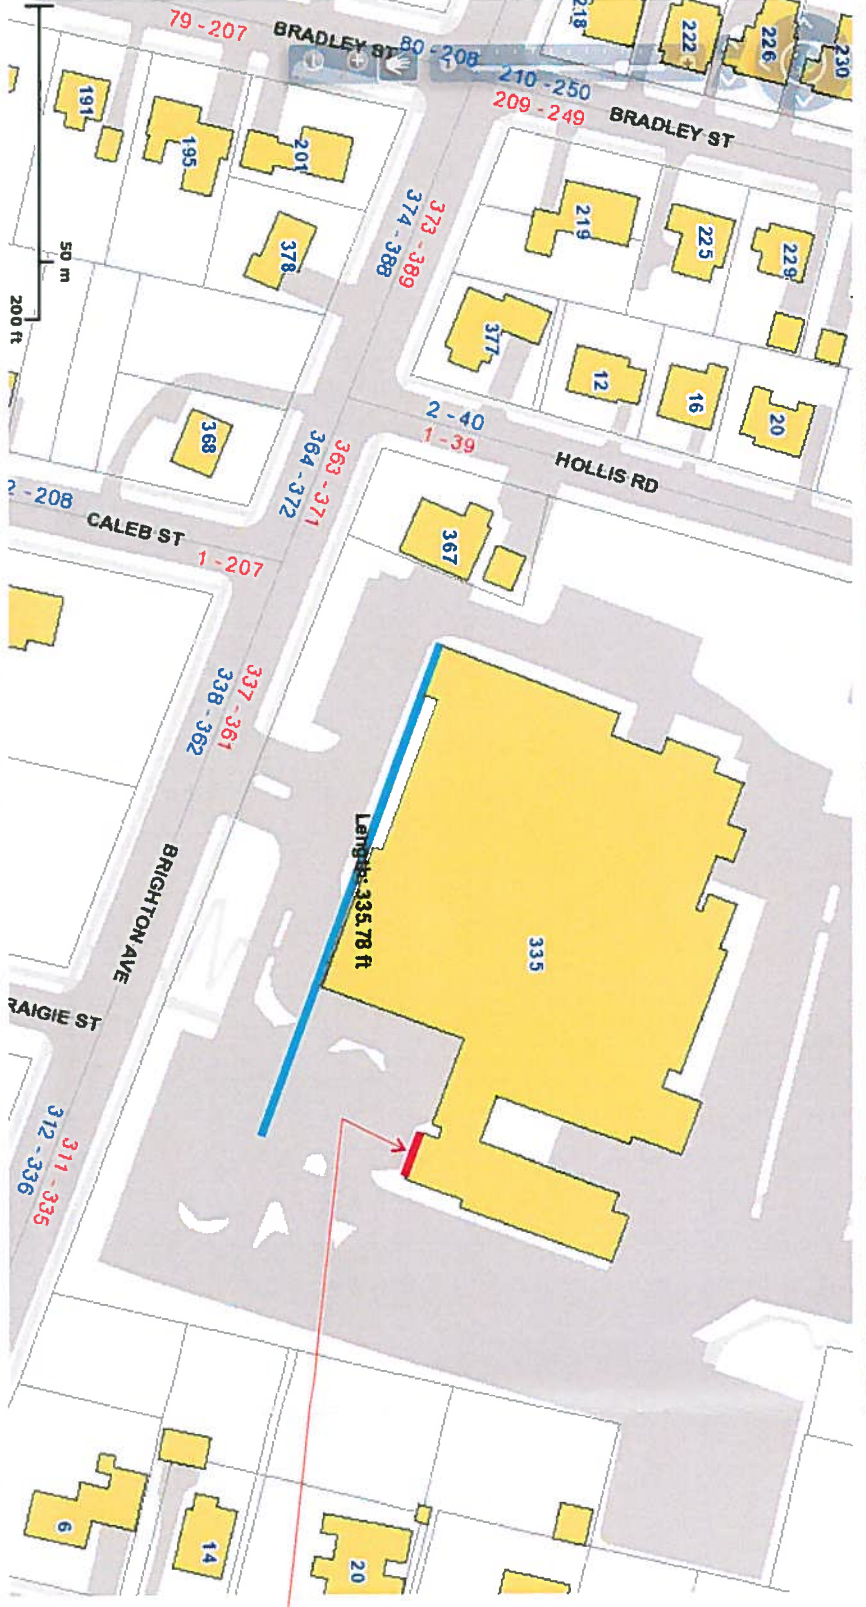 79 - 207
BRADLEY ST
80 - 208
210 - 250
209 - 249
BRADLEY ST
218
222
226
230
191
195
201
219
225
229
373 - 389
374 - 388
378
50 m
200 ft
377
12
16
20
2 - 40
1 - 39
HOLLIS RD
368
363 - 371
364 - 372
2 - 208
CALEB ST
1 - 207
367
337 - 361
338 - 362
Length: 335.78 ft
335
BRIGHTON AVE
RAIGIE ST
311 - 335
312 - 336
6
14
20